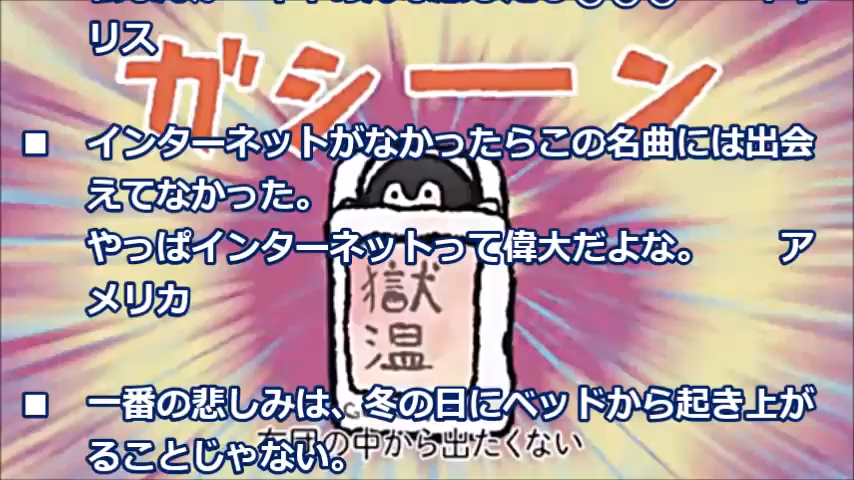 リス
ガシーン
■ インターネットがなかったらこの名曲には出会
えてなかった。
やっぱインターネットって偉大だよな。 ア
メリカ
獄
温
■ 一番の悲しみは、冬の日にベッドから起き上が
ることじゃない。
布団の中から出たくない